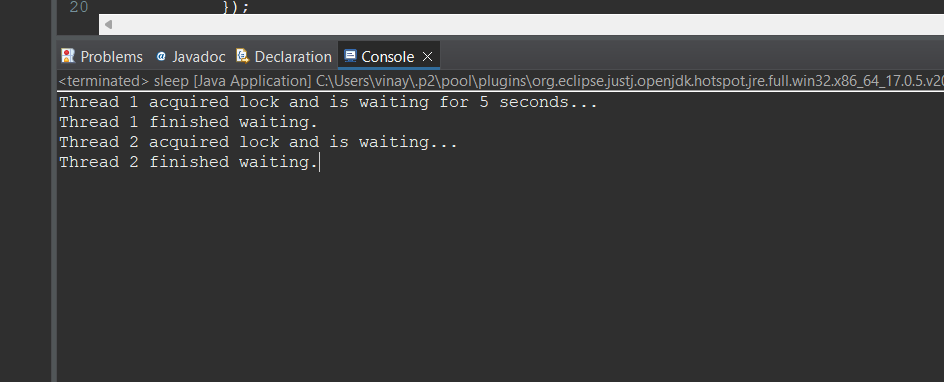 20 });
Problems Javadoc Declaration Console
<terminated> sleep [Java Application] C:\Users\vinay\.p2\pool\plugins\org.eclipse.justj.openjdk.hotspot.jre.full.win32.x86_64_17.0.5.v20
Thread 1 acquired lock and is waiting for 5 seconds...
Thread 1 finished waiting.
Thread 2 acquired lock and is waiting...
Thread 2 finished waiting.